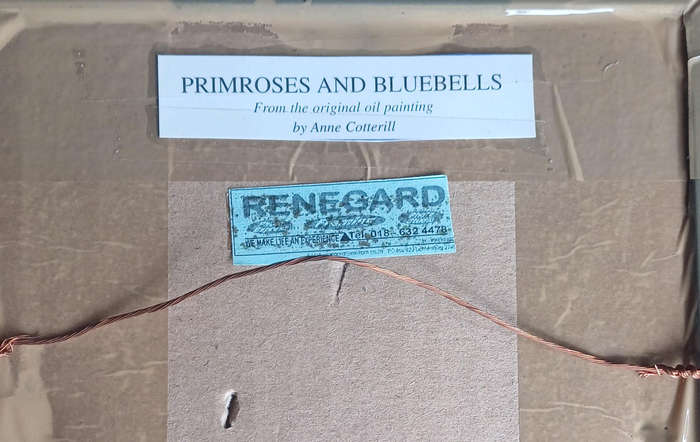 PRIMROSES AND BLUEBELLS
From the original oil painting
by Anne Cotterill
RENEGARD
WE MAKE LIFE AN EXPERIENCE Tel: 018 632 4478